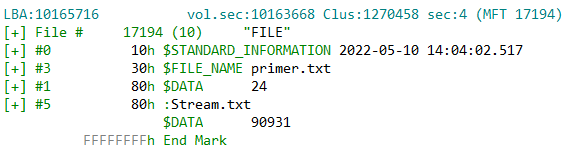 LBA:10165716 vol.sec:10163668 Clus:1270458 sec:4 (MFT 17194)
[+] File # 17194 (10) "FILE"
[+] #0 10h $STANDARD_INFORMATION 2022-05-10 14:04:02.517
[+] #3 30h $FILE_NAME primer.txt
[+] #1 80h $DATA 24
[+] #5 80h :Stream.txt
$DATA 90931
FFFFFFFFh End Mark